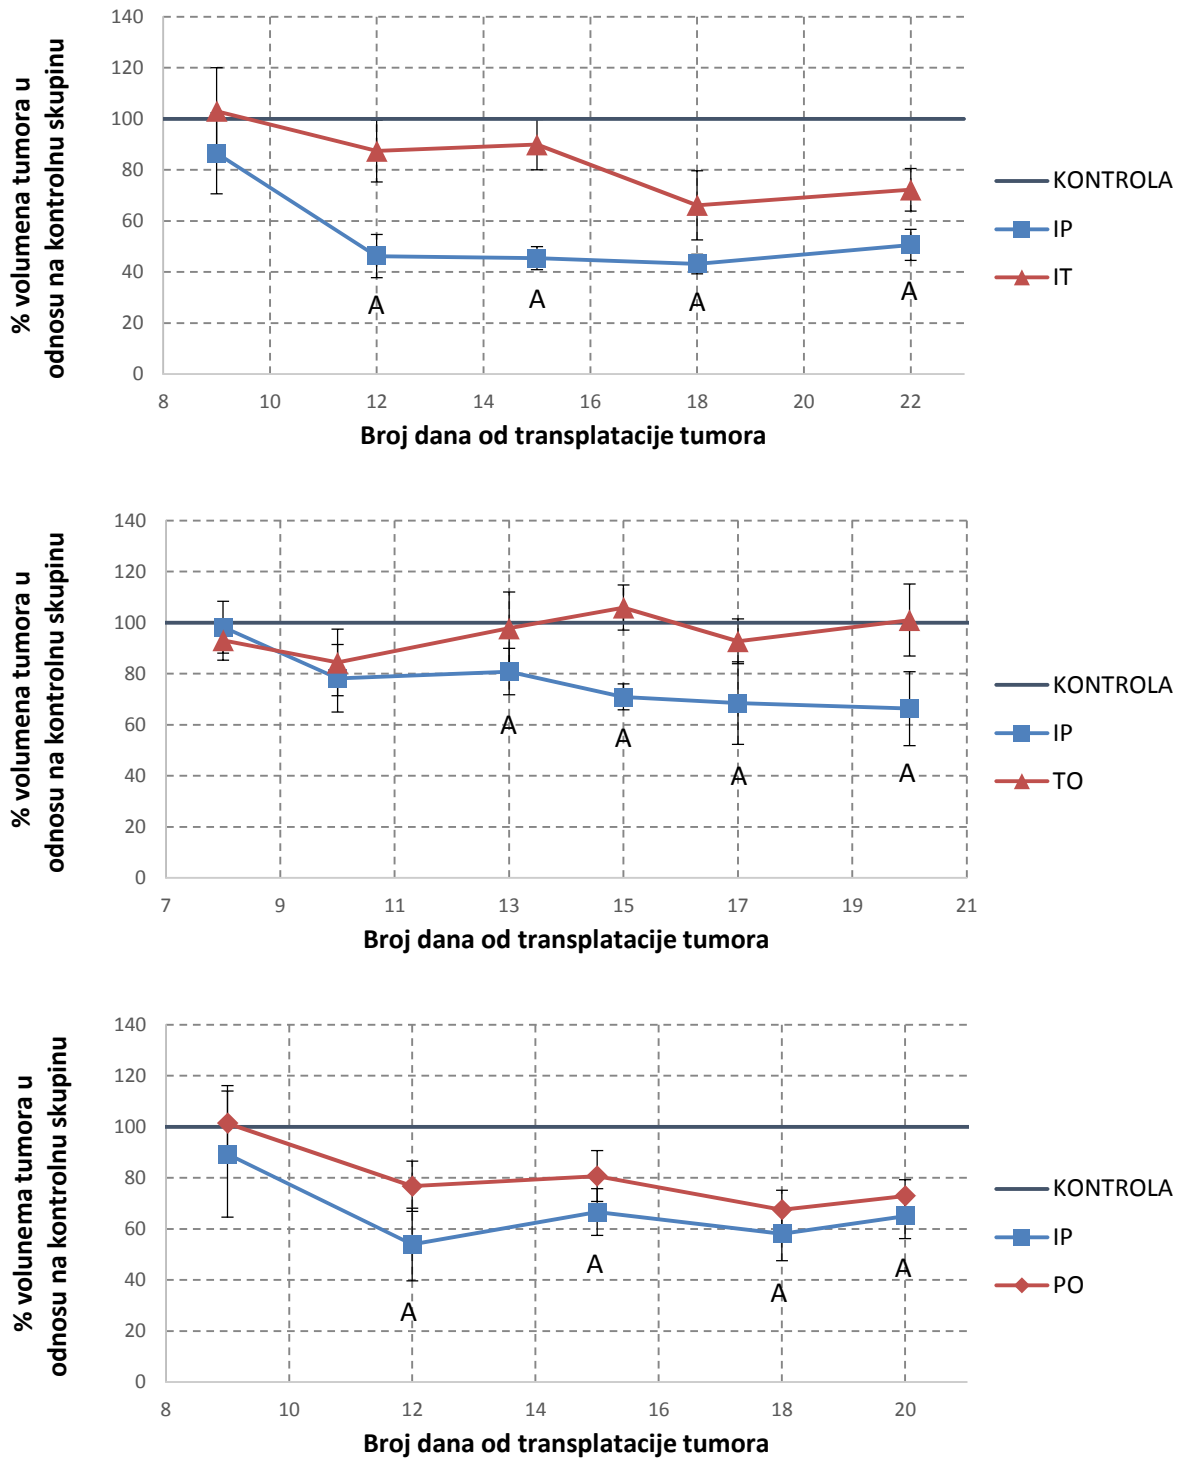 140
120
100
80
60
40
20
0
% volumena tumora u
odnosu na kontrolnu skupinu
A A A A
8 10 12 14 16 18 20 22
Broj dana od transplatacije tumora
KONTROLA
IP
IT
140
120
100
80
60
40
20
0
% volumena tumora u
odnosu na kontrolnu skupinu
A A A A
7 9 11 13 15 17 19 21
Broj dana od transplatacije tumora
KONTROLA
IP
TO
140
120
100
80
60
40
20
0
% volunema tumora u
odnosu na kontrolnu skupinu
A A A A
8 10 12 14 16 18 20
Broj dana od transplatacije tumora
KONTROLA
IP
PO